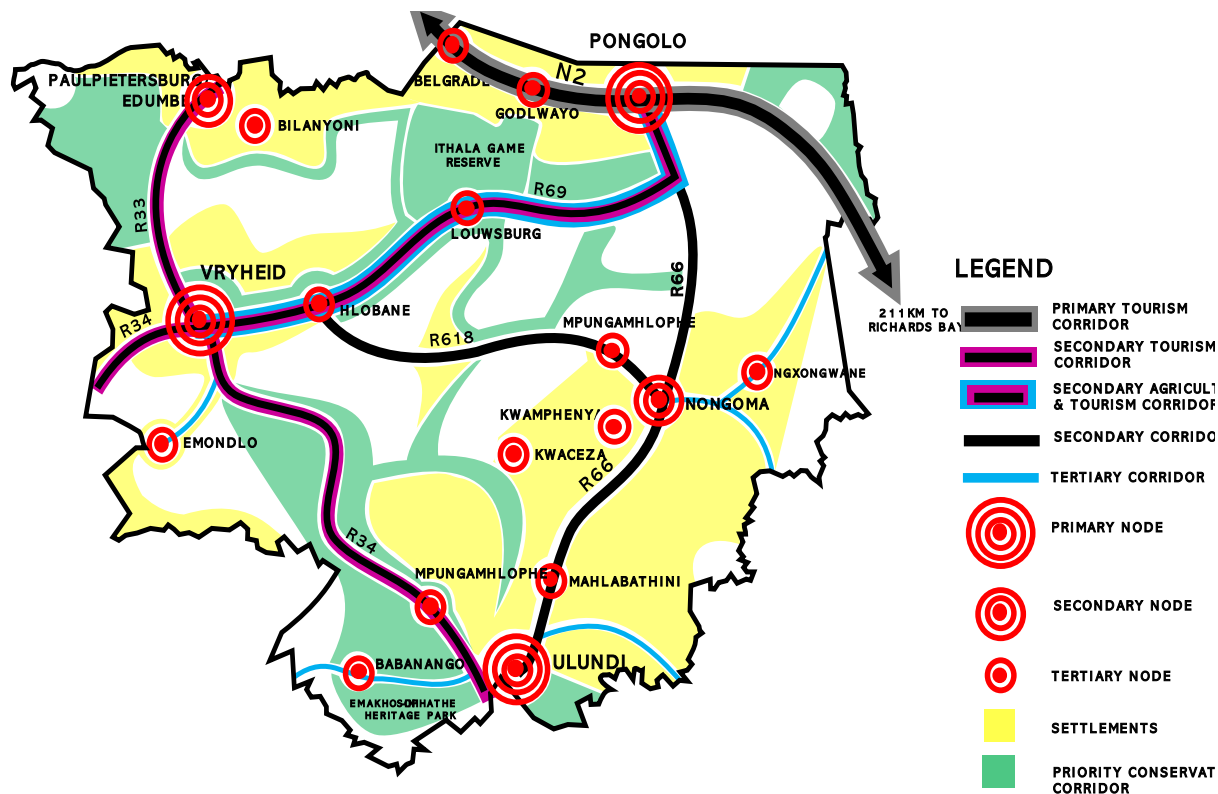 PONGOLO
N2
PAULPIETERSBURG
BELGRADE
EDUMBE
GODLWAYO
BILANYONI
ITHALA GAME
RESERVE
R69
R33
LOUWSBURG
VRYHEID
R66
HLOBANE
R34
MPUNGAMHLOPHE
R618
211KM TO
RICHARDS BAY
NGXONGWANE
NONGOMA
KWAMPHENYA
EMONDLO
KWACEZA
R66
R34
MPUNGAMHLOPHE
MAHLABATHINI
BABANANGO
ULUNDI
HERITAGE PARK
LEGEND
PRIMARY TOURISM
CORRIDOR
SECONDARY TOURISM
CORRIDOR
SECONDARY AGRICULT
& TOURISM CORRIDOR
SECONDARY CORRIDO
TERTIARY CORRIDOR
PRIMARY NODE
SECONDARY NODE
TERTIARY NODE
SETTLEMENTS
PRIORITY CONSERVAT
CORRIDOR